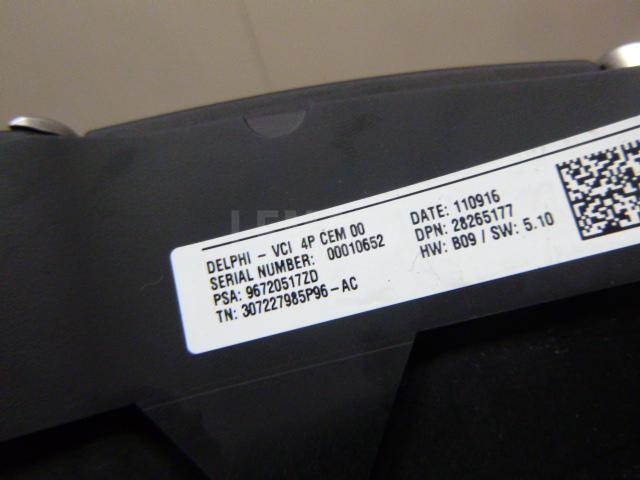 DELPHI - VCI 4P CEM 00
SERIAL NUMBER: 00010652
PSA: 96720517ZD
TN: 307227985P96-AC
DATE: 110916
DPN: 28265177
HW: B09 / SW: 5.10